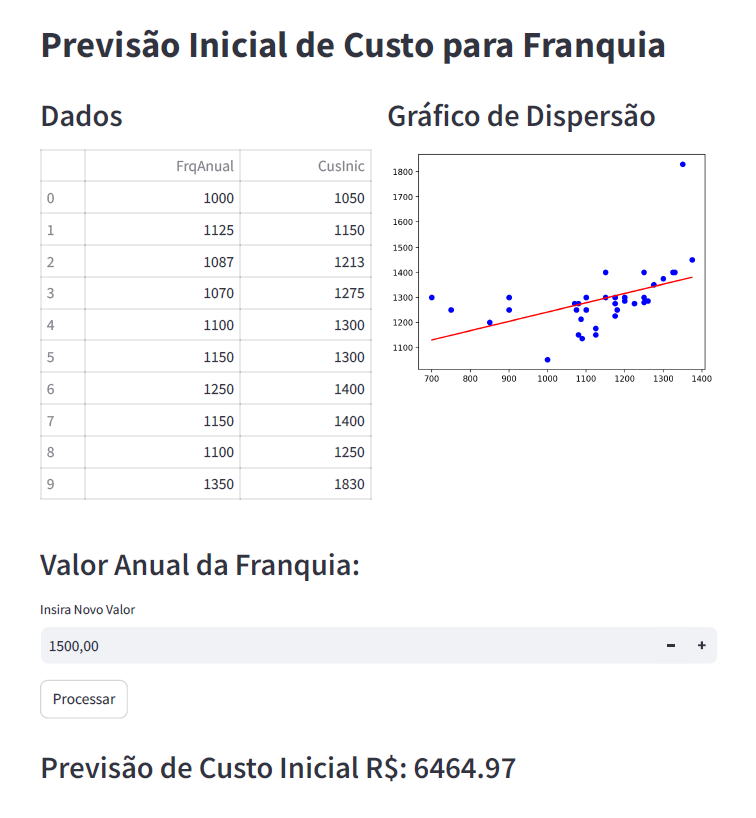 Previsão Inicial de Custo para Franquia
Dados
FrqAnual CusInic
0 1000 1050
1 1125 1150
2 1087 1213
3 1070 1275
4 1100 1300
5 1150 1300
6 1250 1400
7 1150 1400
8 1100 1250
9 1350 1830
Gráfico de Dispersão
1800
1700
1600
1500
1400
1300
1200
1100
700 800 900 1000 1100 1200 1300 1400
Valor Anual da Franquia:
Insira Novo Valor
1500,00
Processar
Previsão de Custo Inicial R$: 6464.97